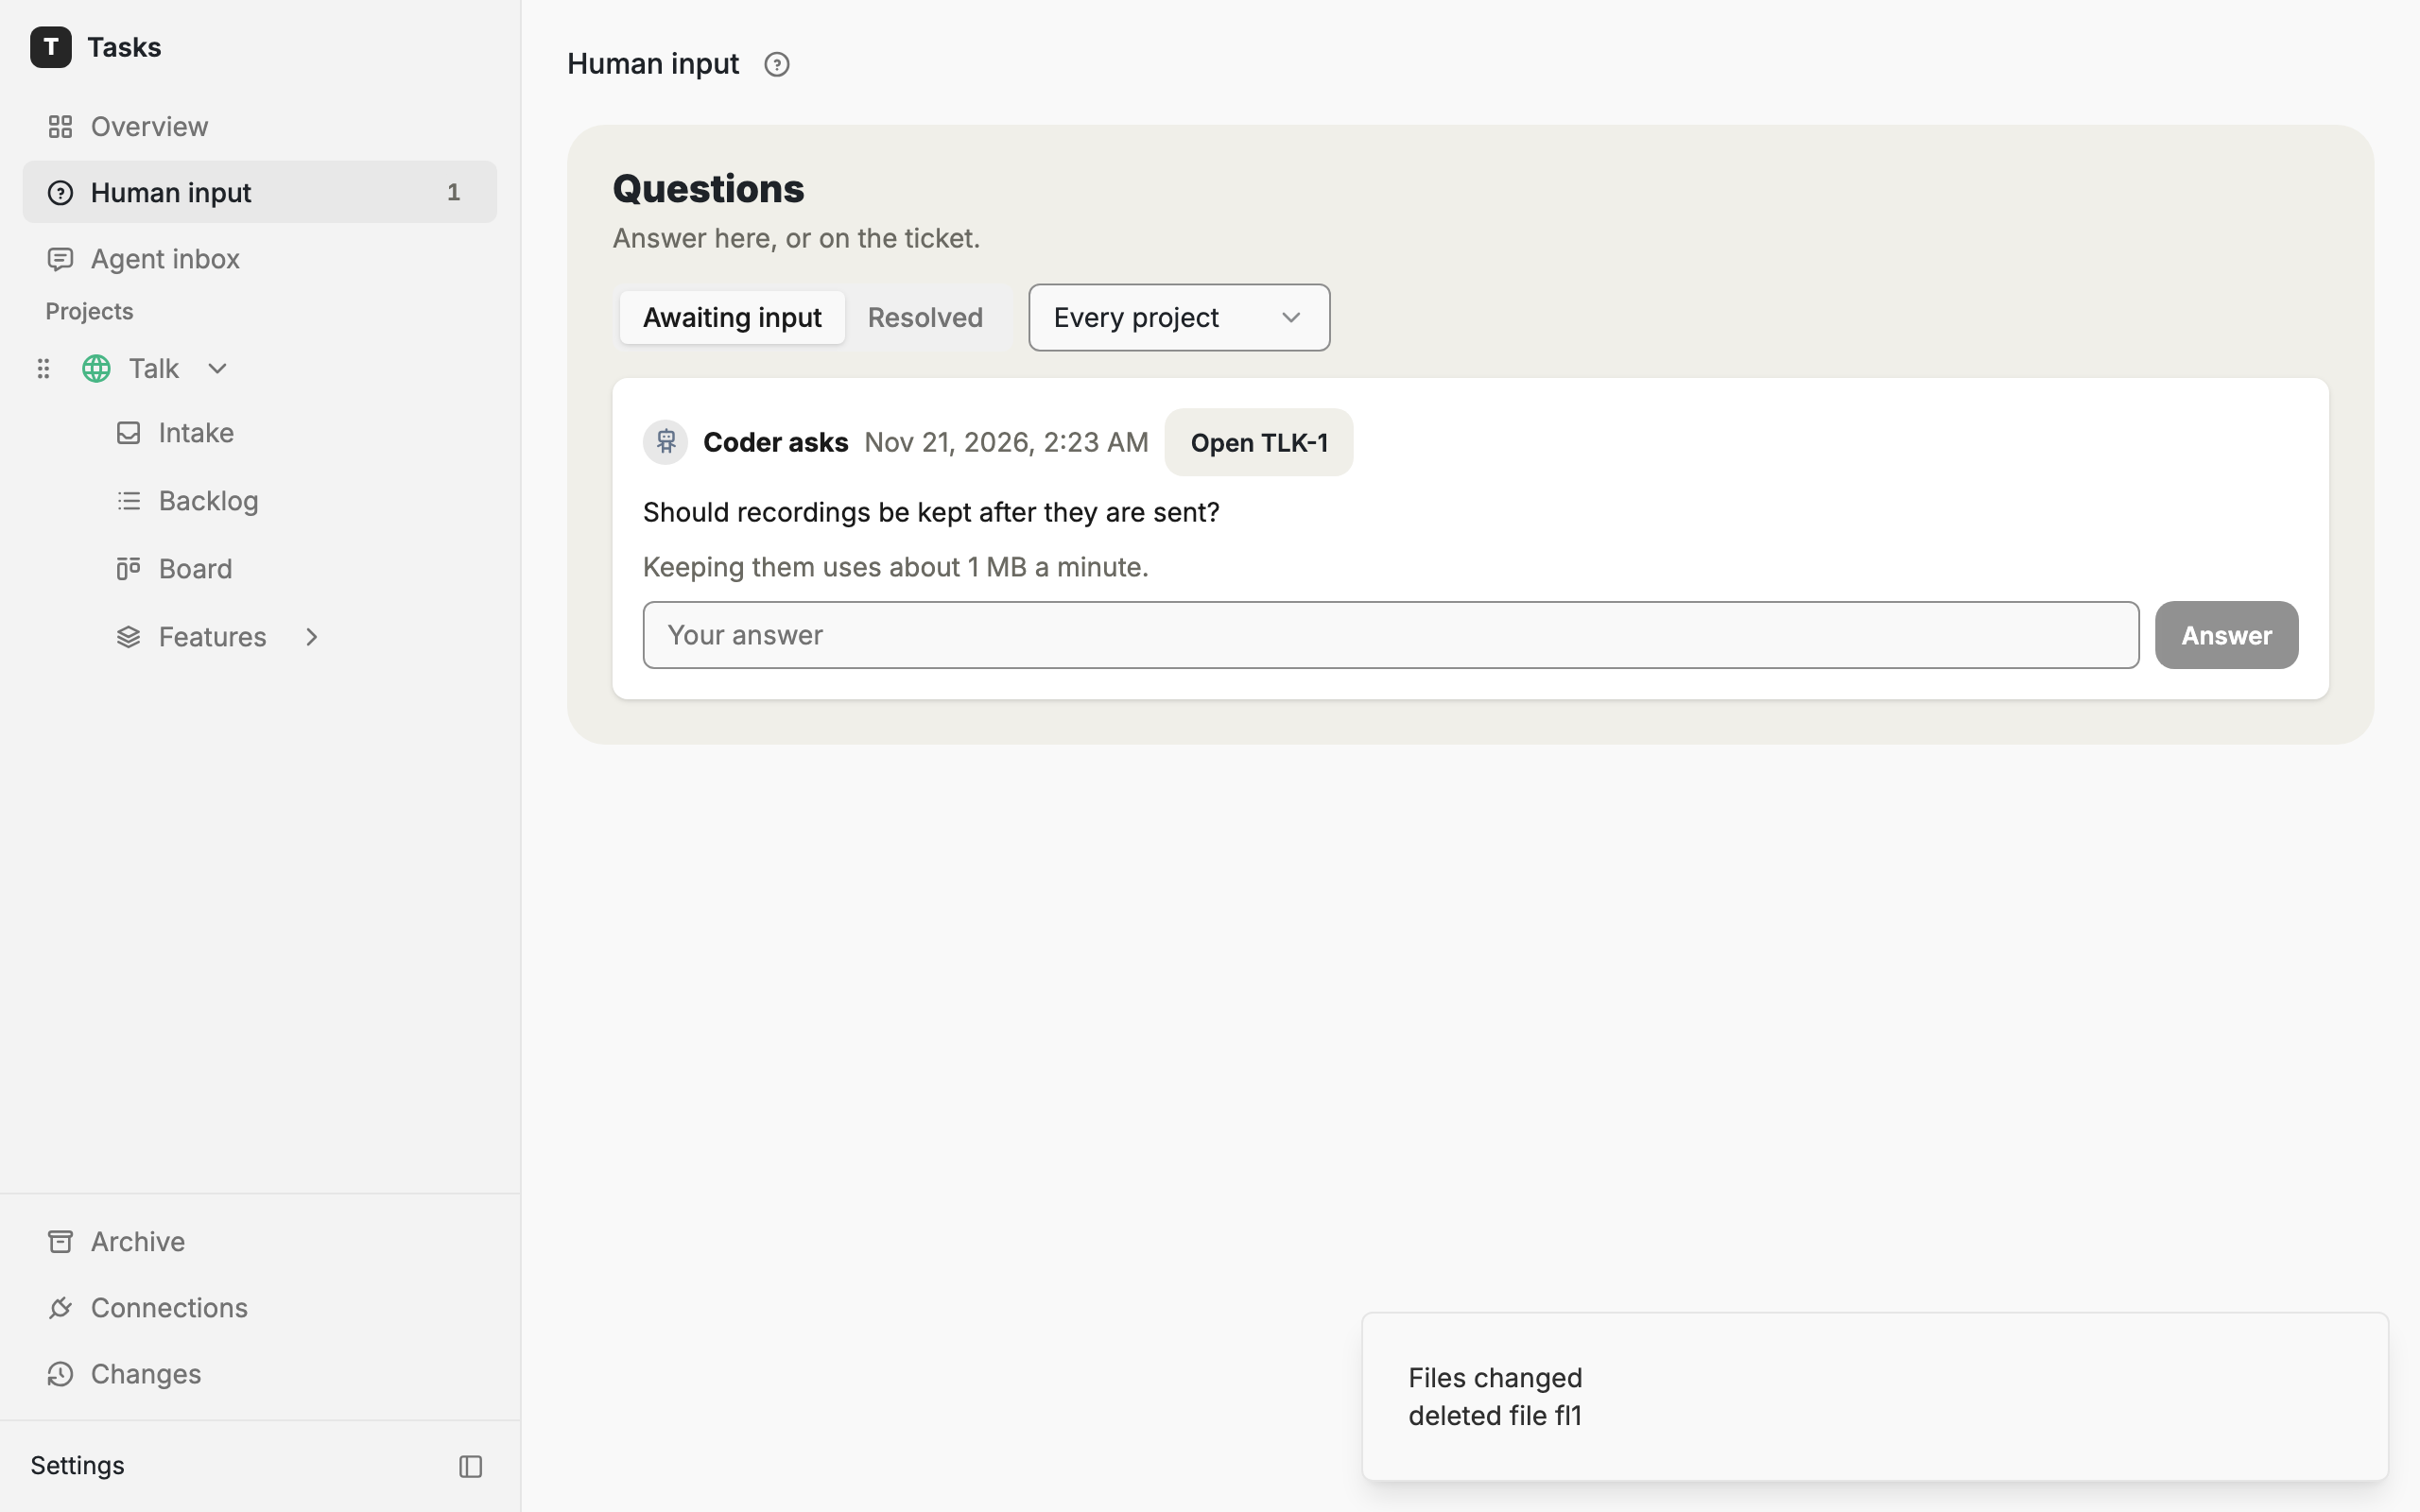 T Tasks
Overview
Human input 1
Agent inbox
Projects
Talk
Intake
Backlog
Board
Features
Archive
Connections
Changes
Settings
Human input
Questions
Answer here, or on the ticket.
Awaiting input Resolved Every project
Coder asks Nov 21, 2026, 2:23 AM Open TLK-1
Should recordings be kept after they are sent?
Keeping them uses about 1 MB a minute.
Your answer Answer
Files changed
deleted file fl1